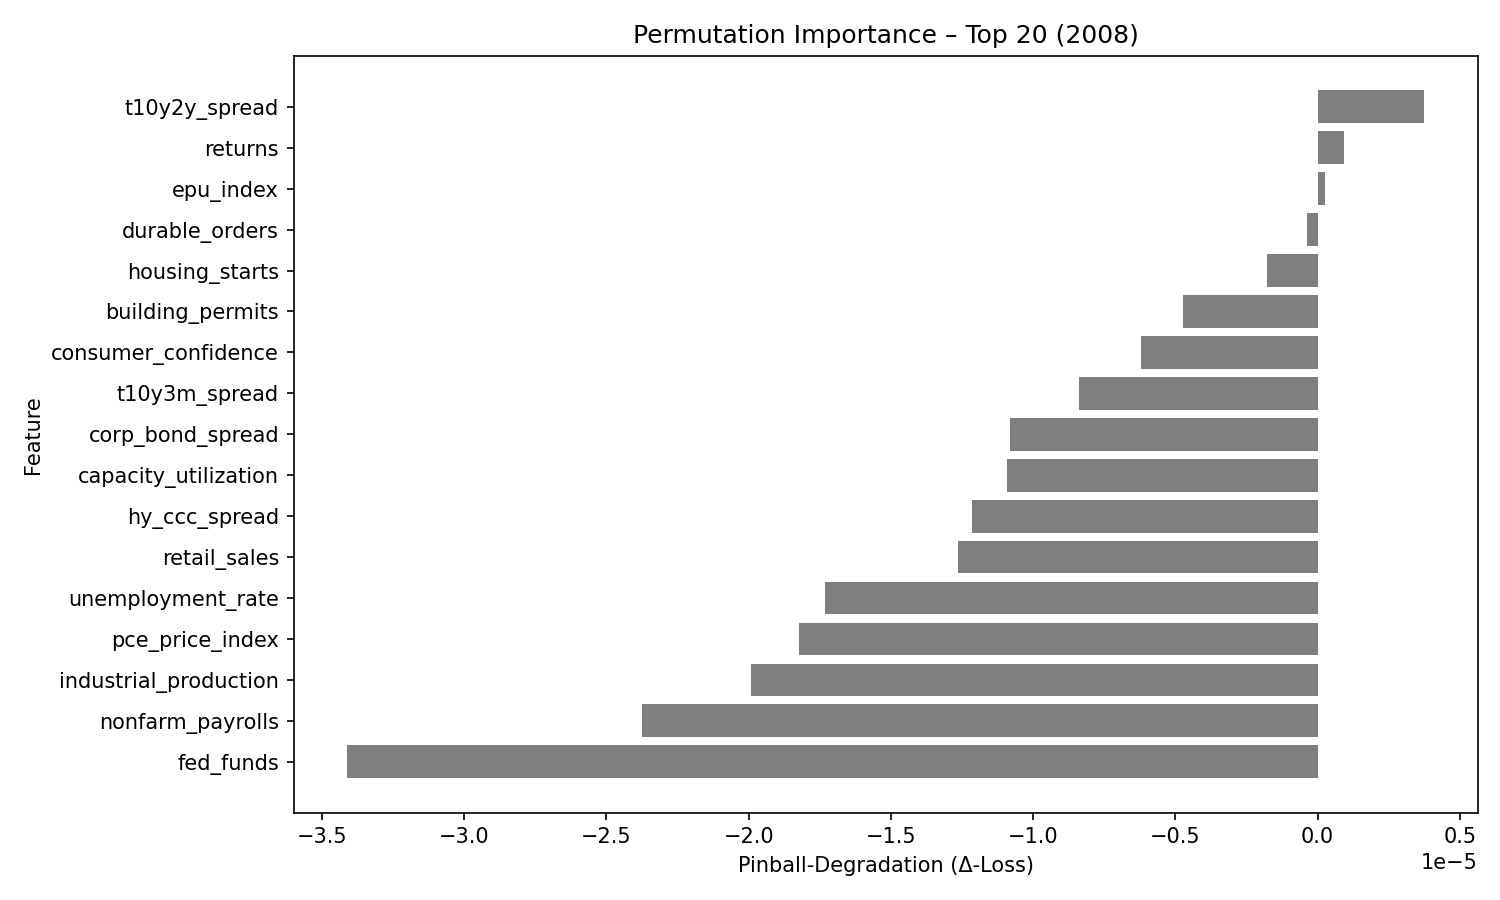 Permutation Importance – Top 20 (2008)
t10y2y_spread
returns
epu_index
durable_orders
housing_starts
building_permits
consumer_confidence
t10y3m_spread
corp_bond_spread
capacity_utilization
hy_ccc_spread
retail_sales
unemployment_rate
pce_price_index
industrial_production
nonfarm_payrolls
fed_funds
Feature
−3.5 −3.0 −2.5 −2.0 −1.5 −1.0 −0.5 0.0 0.5
1e−5
Pinball-Degradation (Δ-Loss)